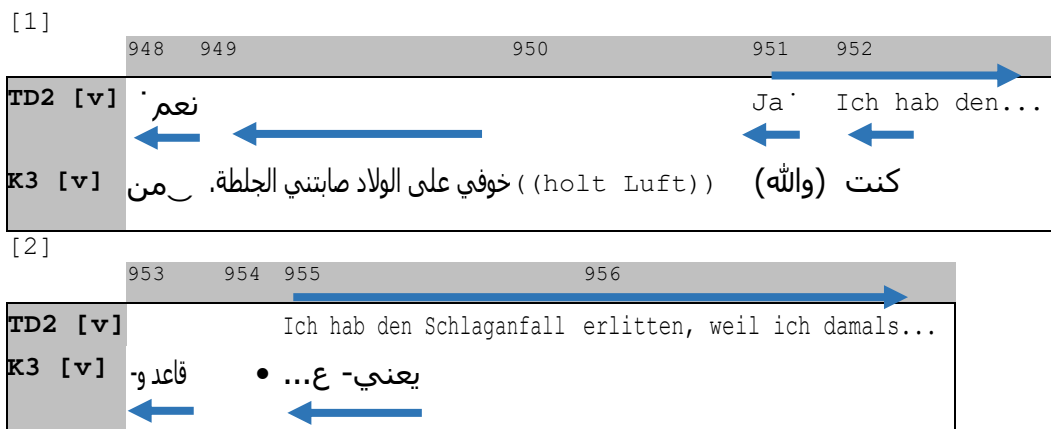 [1]
948 949 950 951 952
TD2 [v] نعم˙ Ja˙ Ich hab den...
K3 [v] ‿من خوفي على الولاد صابتني الجلطة. ((holt Luft)) (والله) كنت
[2]
953 954 955 956
TD2 [v] Ich hab den Schlaganfall erlitten, weil ich damals...
K3 [v] قاعد و- • يعني- ع...